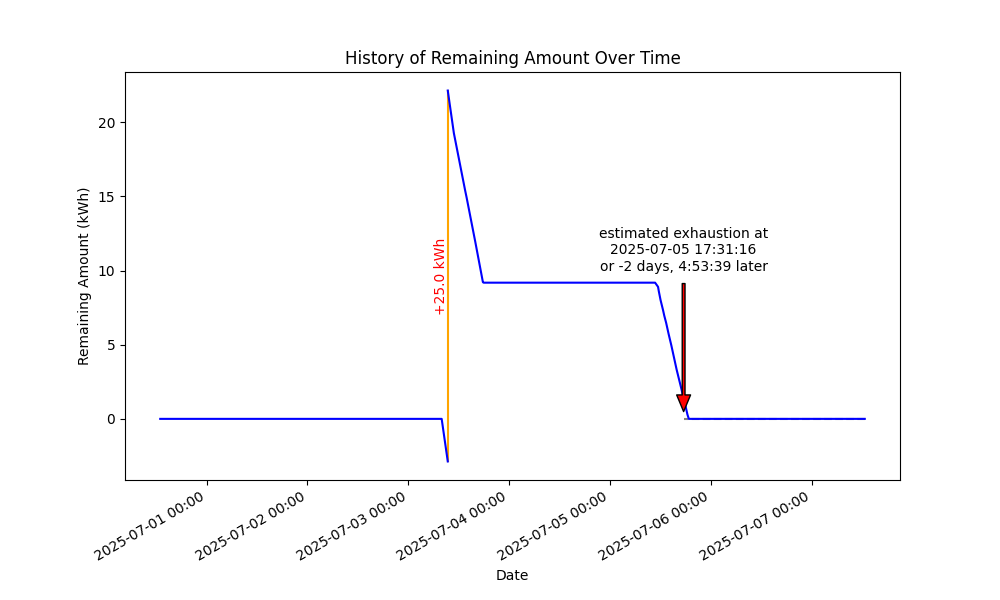 History of Remaining Amount Over Time
Remaining Amount (kWh)
20
15
10
5
0
+25.0 kWh
estimated exhaustion at
2025-07-05 17:31:16
or -2 days, 4:53:39 later
2025-07-01 00:00
2025-07-02 00:00
2025-07-03 00:00
2025-07-04 00:00
2025-07-05 00:00
2025-07-06 00:00
2025-07-07 00:00
Date